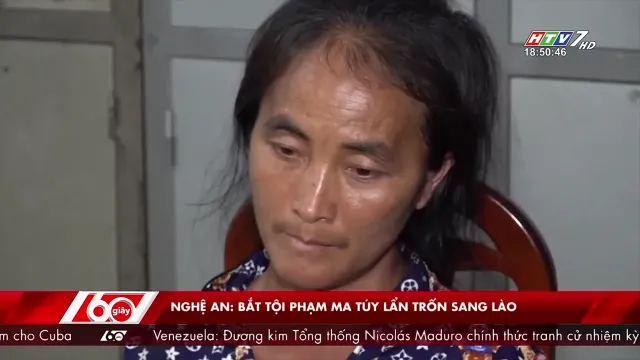 HTV7 HD
18:50:46
60 giây
NGHỆ AN: BẮT TỘI PHẠM MA TÚY LẨN TRỐN SANG LÀO
m cho Cuba 60 Venezuela: Đương kim Tổng thống Nicolás Maduro chính thức tranh cử nhiệm kỳ